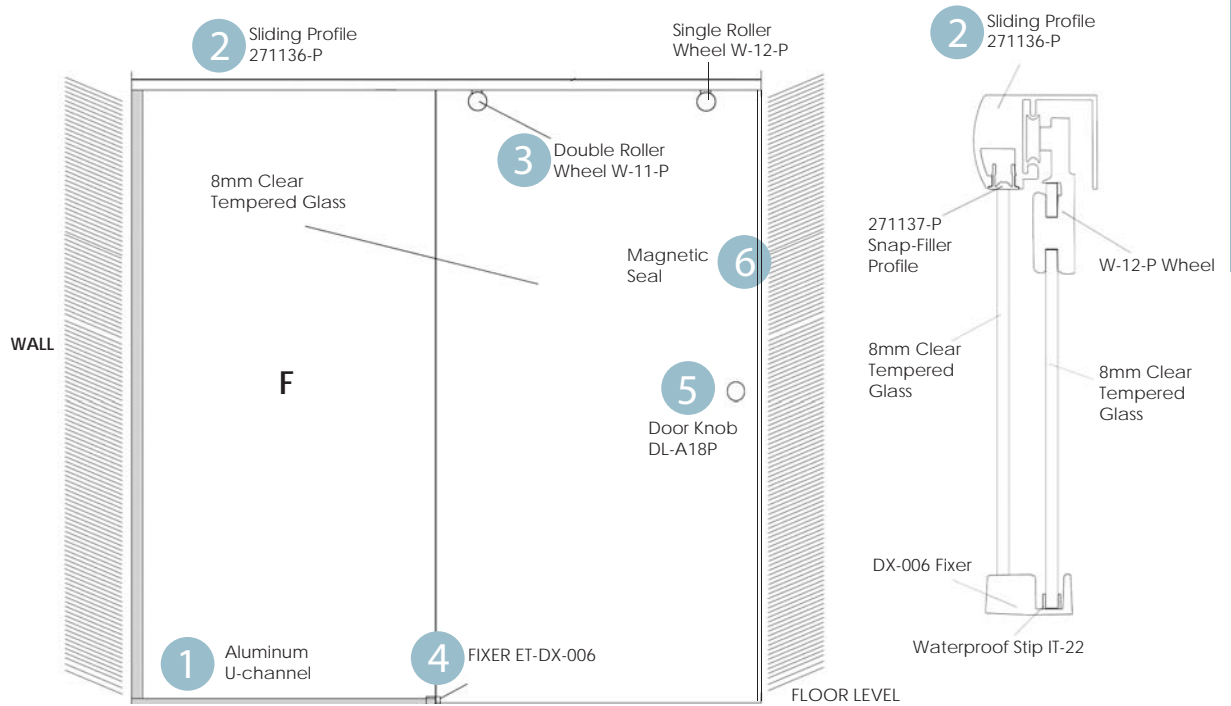 2
Sliding Profile
271136-P
Single Roller
Wheel W-12-P
3
Double Roller
Wheel W-11-P
8mm Clear
Tempered Glass
Magnetic
Seal
6
WALL
F
5
Door Knob
DL-A18P
1
Aluminum
U-channel
4
FIXER ET-DX-006
FLOOR LEVEL
2
Sliding Profile
271136-P
271137-P
Snap-Filler
Profile
W-12-P Wheel
8mm Clear
Tempered
Glass
8mm Clear
Tempered
Glass
DX-006 Fixer
Waterproof Stip IT-22